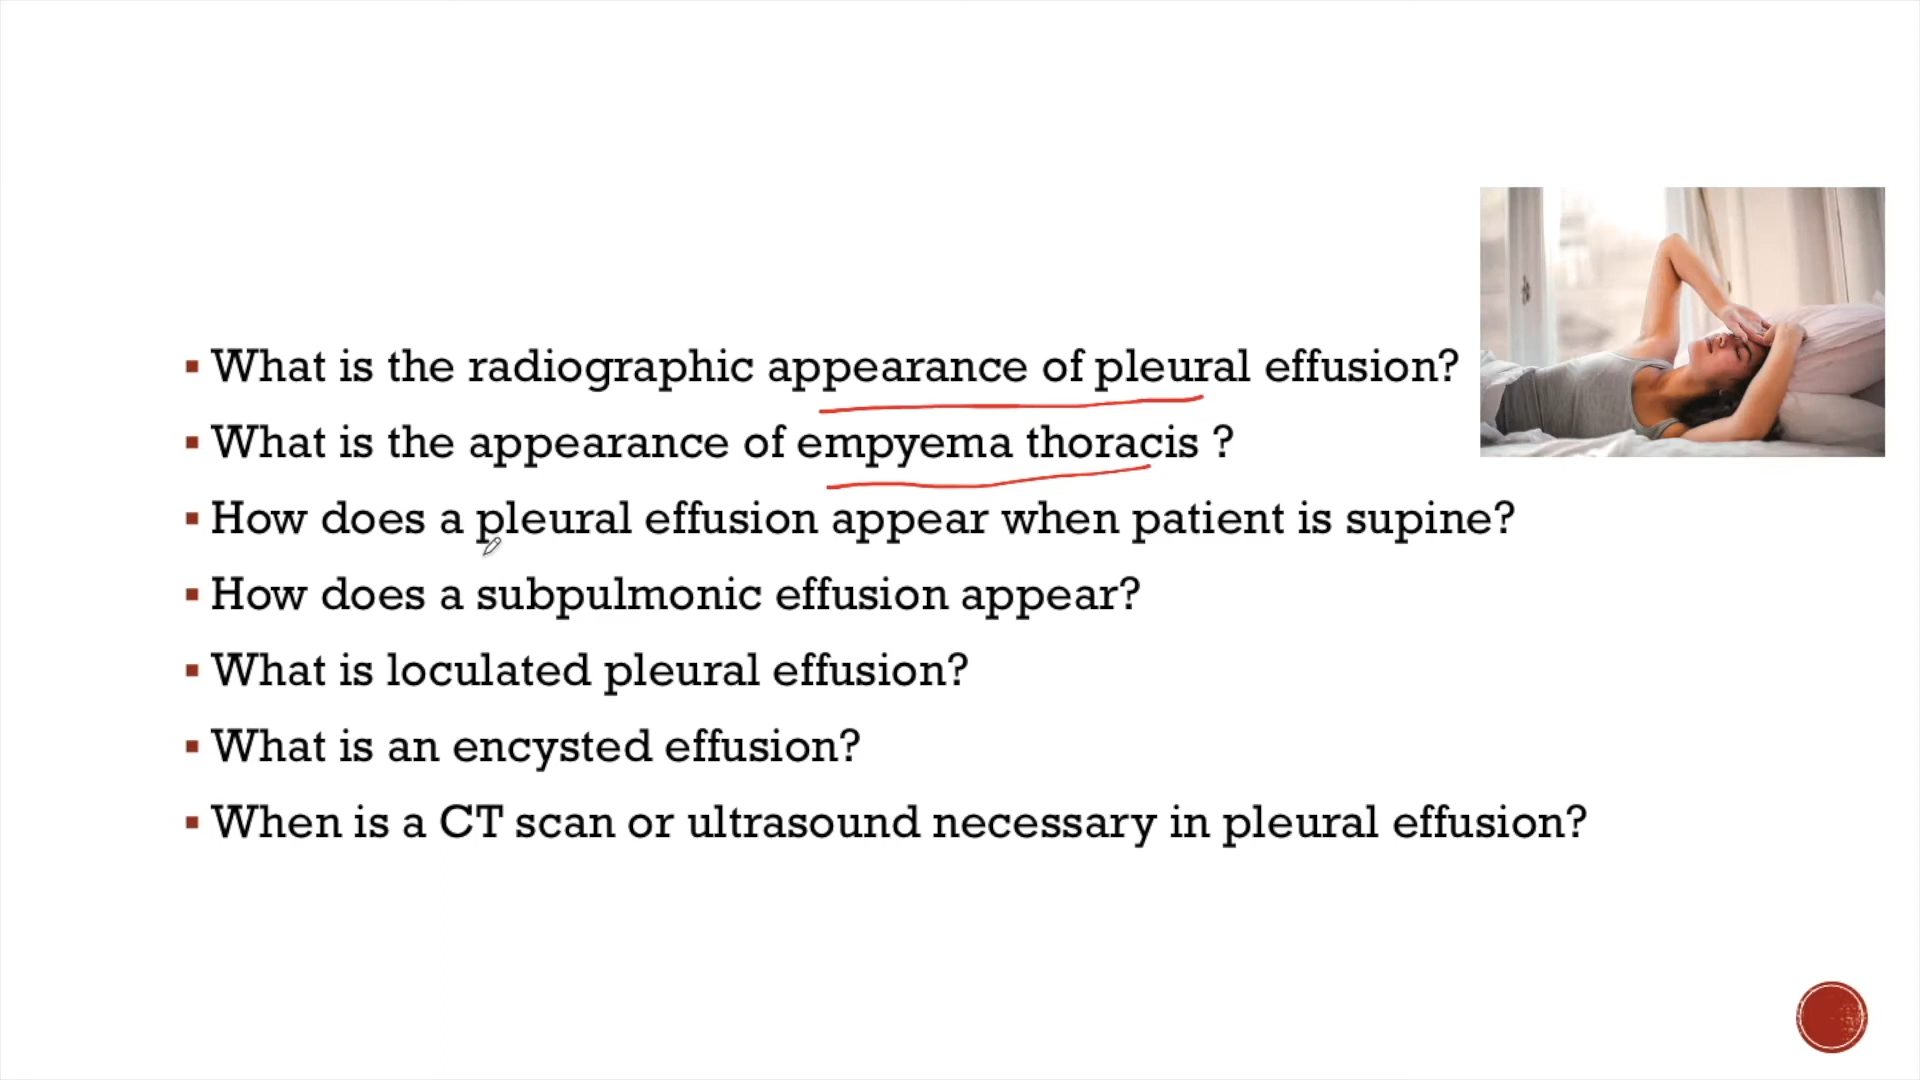 What is the radiographic appearance of pleural effusion?
What is the appearance of empyema thoracis ?
How does a pleural effusion appear when patient is supine?
How does a subpulmonic effusion appear?
What is loculated pleural effusion?
What is an encysted effusion?
When is a CT scan or ultrasound necessary in pleural effusion?